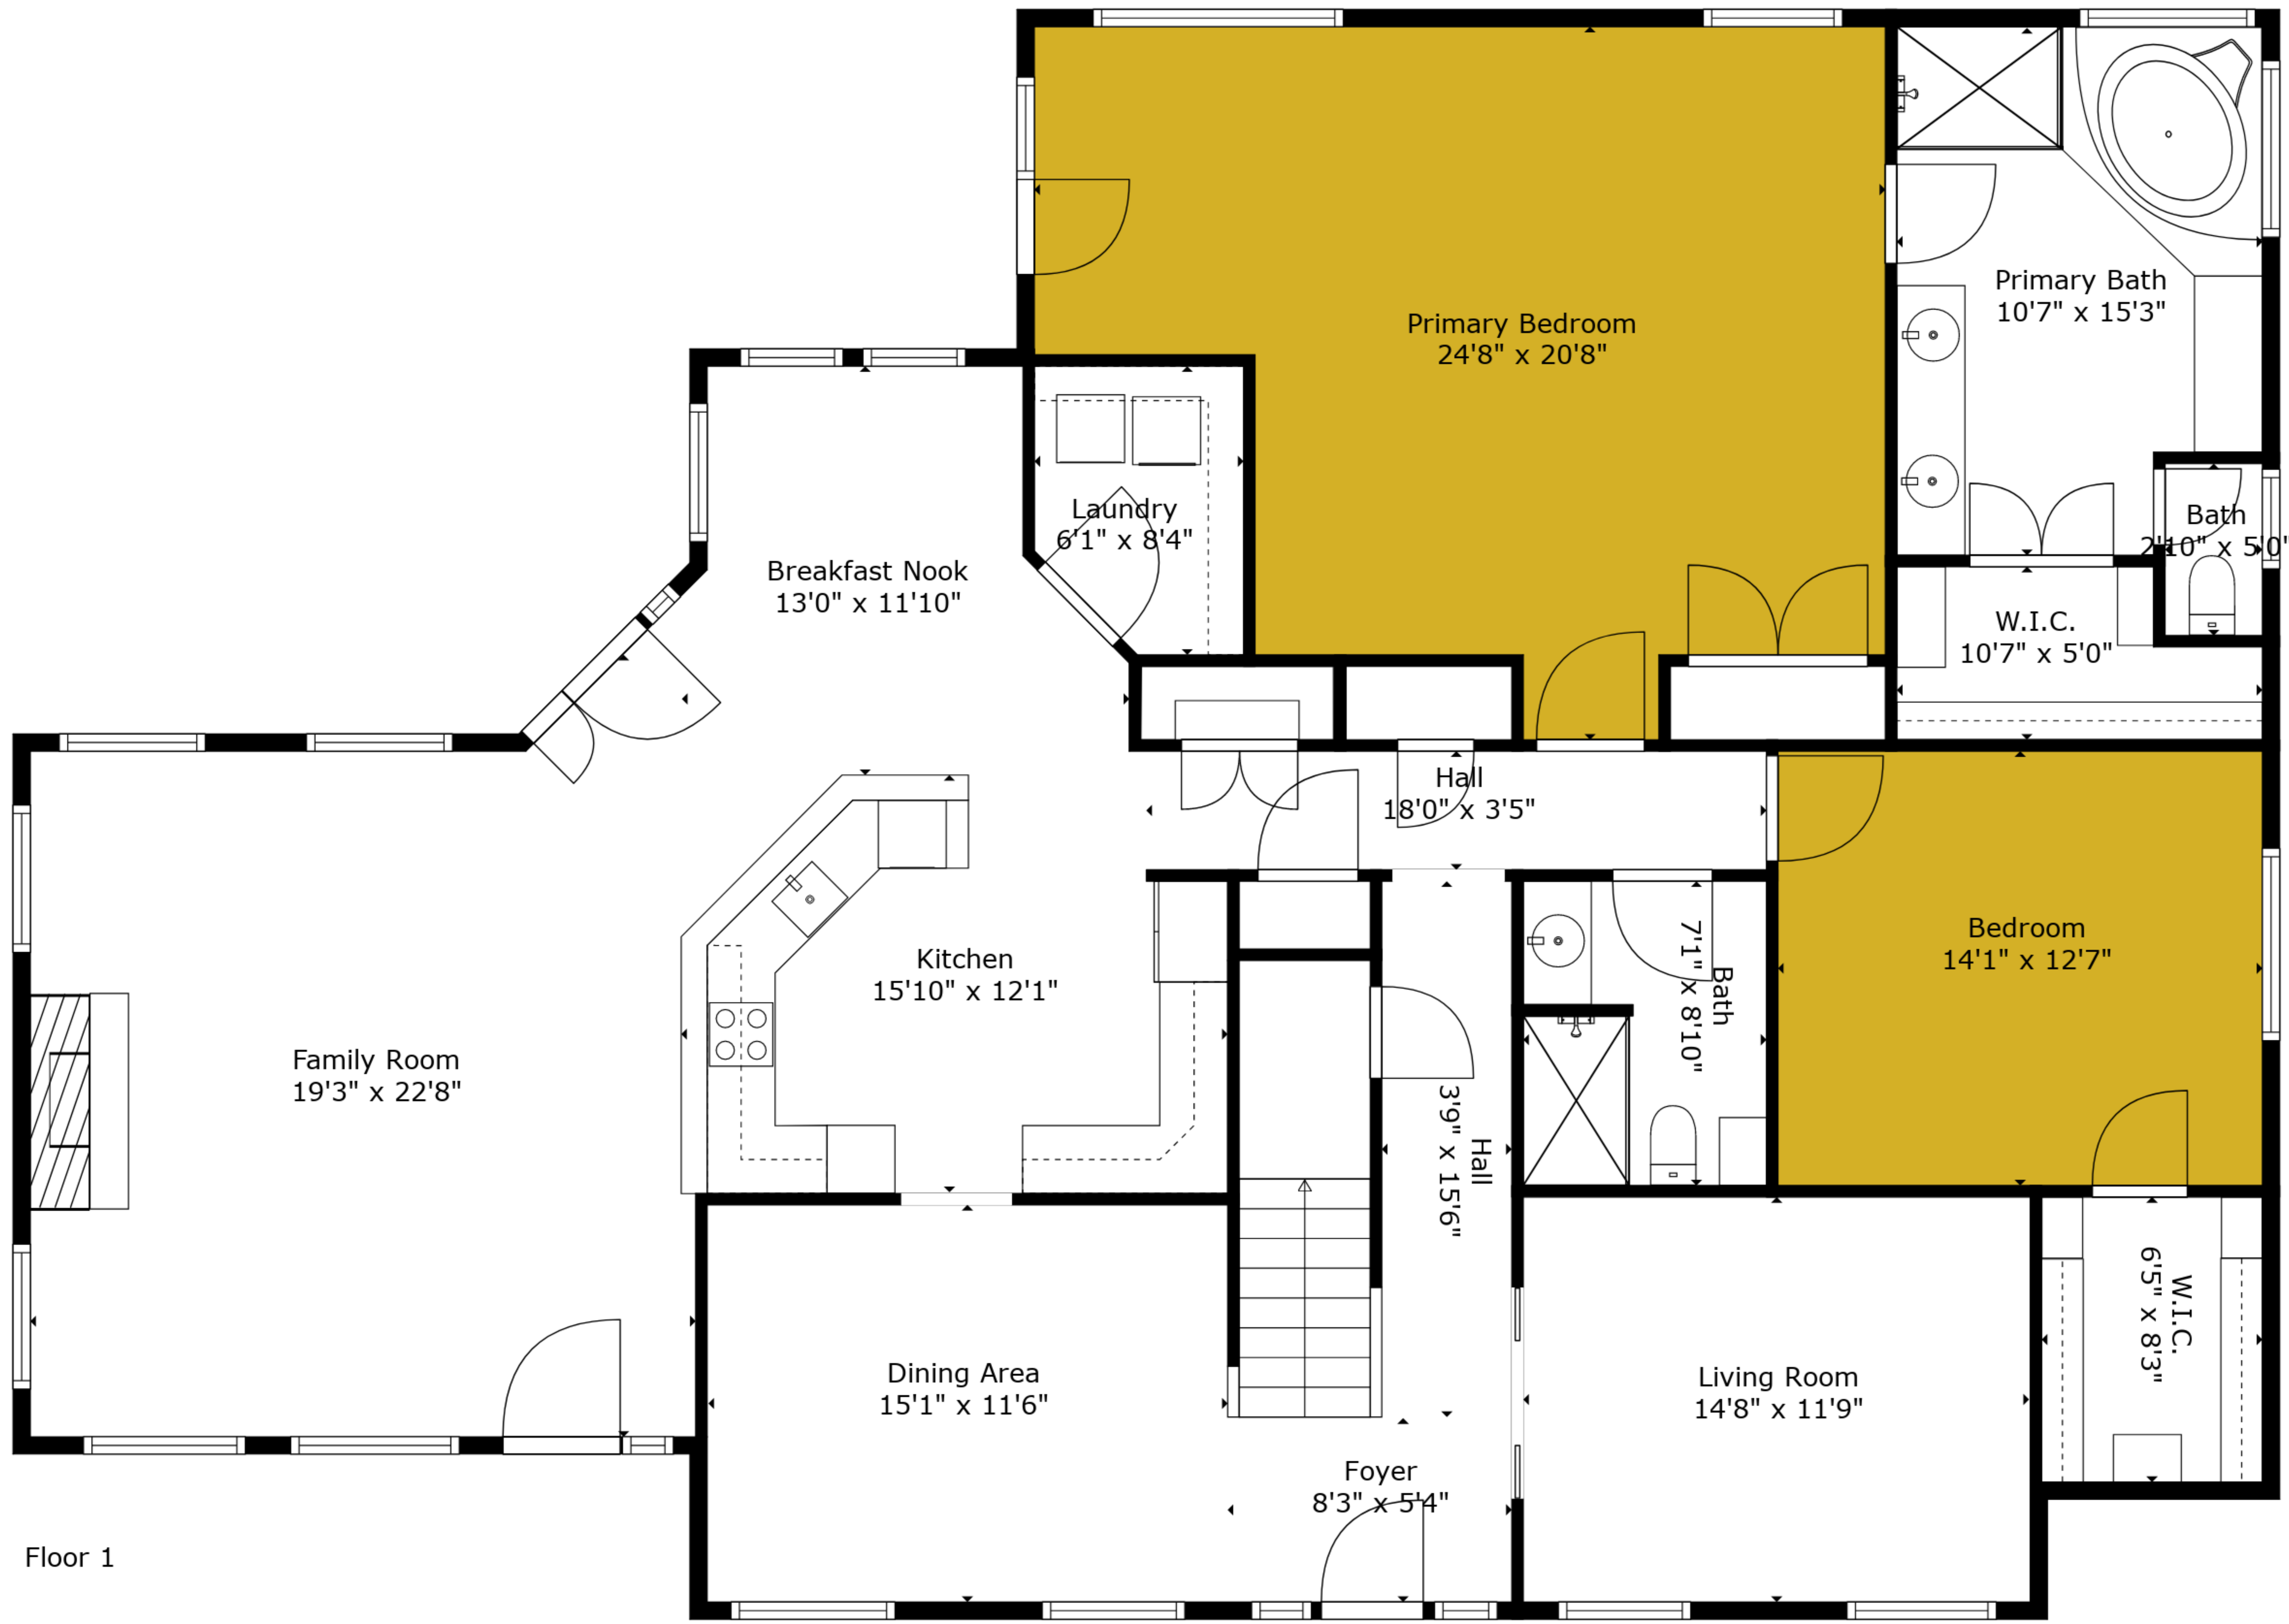 Primary Bedroom
24'8" x 20'8"
Primary Bath
10'7" x 15'3"
Laundry
6'1" x 8'4"
Bath
2'10" x 5'0"
Breakfast Nook
13'0" x 11'10"
W.I.C.
10'7" x 5'0"
Hall
18'0" x 3'5"
Bedroom
14'1" x 12'7"
Kitchen
15'10" x 12'1"
Bath
7'1" x 8'10"
Family Room
19'3" x 22'8"
Hall
3'9" x 15'6"
W.I.C.
6'5" x 8'3"
Dining Area
15'1" x 11'6"
Living Room
14'8" x 11'9"
Foyer
8'3" x 5'4"
Floor 1